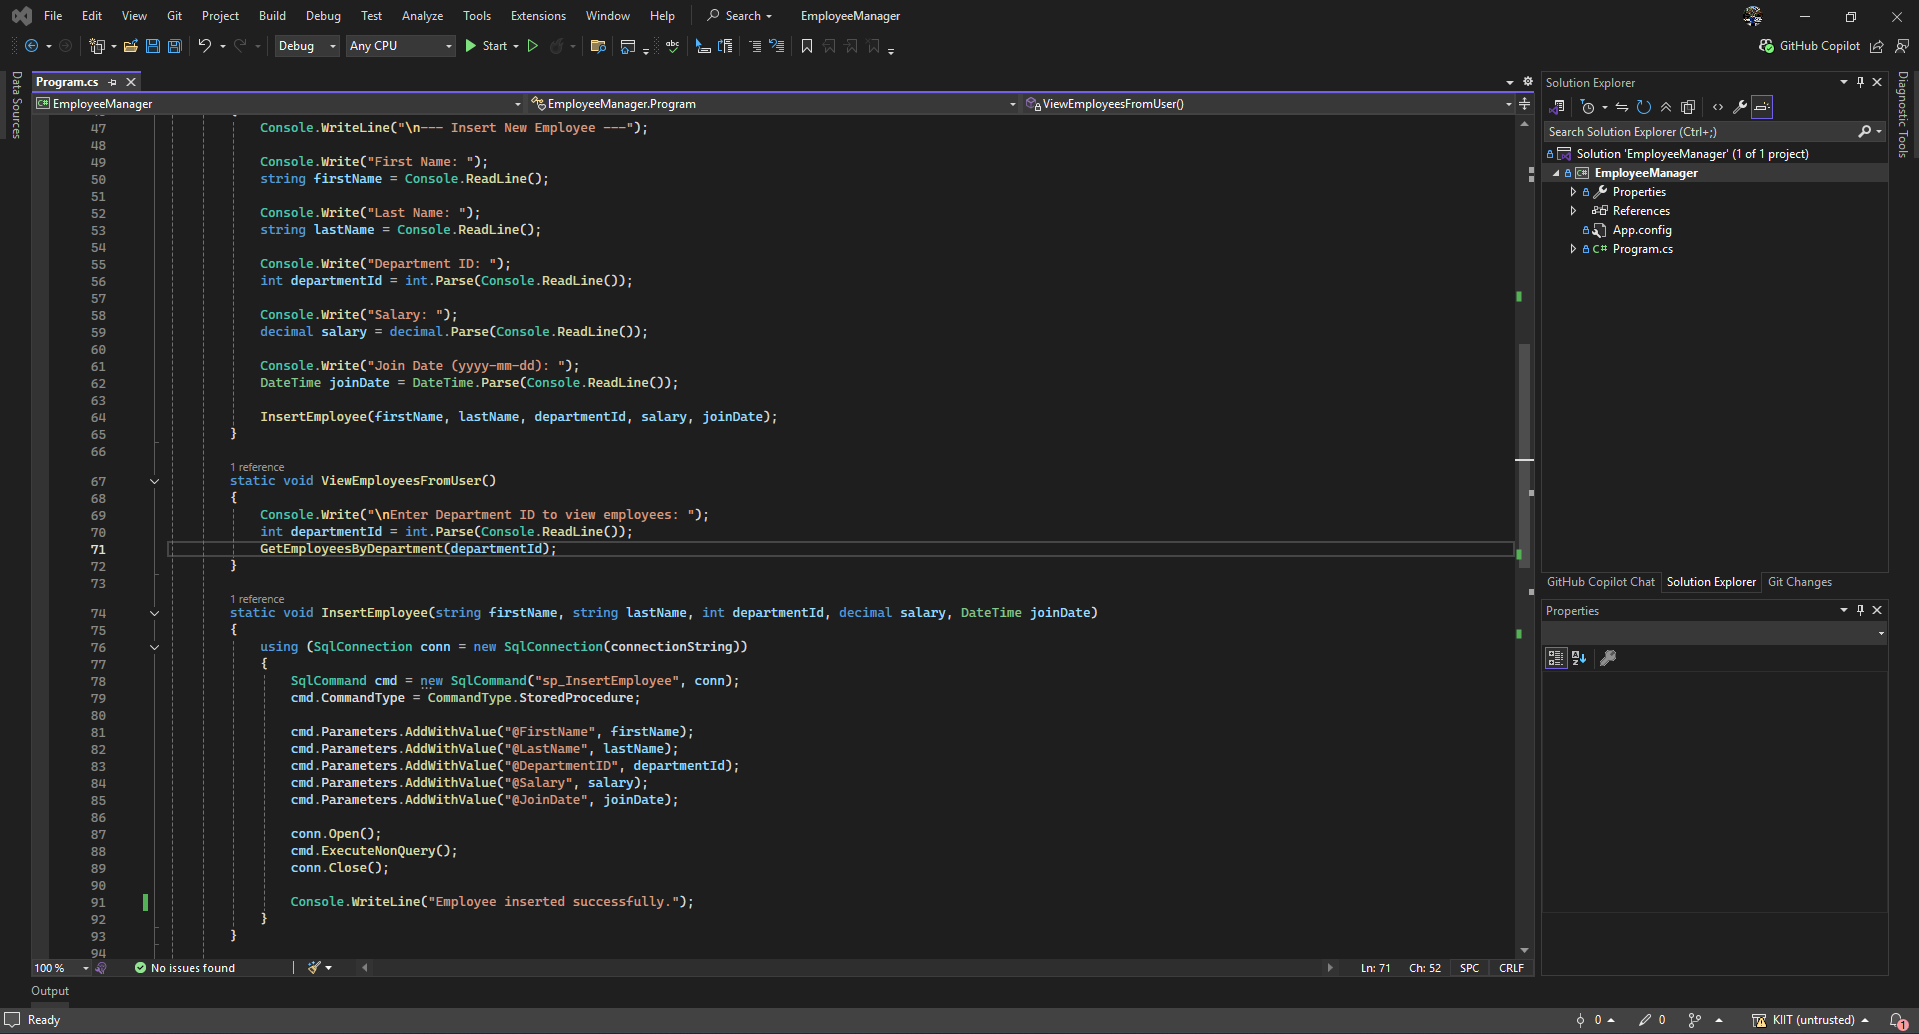 File Edit View Git Project Build Debug Test Analyze Tools Extensions Window Help Search EmployeeManager
Debug Any CPU Start GitHub Copilot
Data Sources
Program.cs
EmployeeManager EmployeeManager.Program ViewEmployeesFromUser()
47 Console.WriteLine("\n--- Insert New Employee ---");
48
49 Console.Write("First Name: ");
50 string firstName = Console.ReadLine();
51
52 Console.Write("Last Name: ");
53 string lastName = Console.ReadLine();
54
55 Console.Write("Department ID: ");
56 int departmentId = int.Parse(Console.ReadLine());
57
58 Console.Write("Salary: ");
59 decimal salary = decimal.Parse(Console.ReadLine());
60
61 Console.Write("Join Date (yyyy-mm-dd): ");
62 DateTime joinDate = DateTime.Parse(Console.ReadLine());
63
64 InsertEmployee(firstName, lastName, departmentId, salary, joinDate);
65 }
66
1 reference
67 static void ViewEmployeesFromUser()
68 {
69 Console.Write("\nEnter Department ID to view employees: ");
70 int departmentId = int.Parse(Console.ReadLine());
71 GetEmployeesByDepartment(departmentId);
72 }
73
1 reference
74 static void InsertEmployee(string firstName, string lastName, int departmentId, decimal salary, DateTime joinDate)
75 {
76 using (SqlConnection conn = new SqlConnection(connectionString))
77 {
78 SqlCommand cmd = new SqlCommand("sp_InsertEmployee", conn);
79 cmd.CommandType = CommandType.StoredProcedure;
80
81 cmd.Parameters.AddWithValue("@FirstName", firstName);
82 cmd.Parameters.AddWithValue("@LastName", lastName);
83 cmd.Parameters.AddWithValue("@DepartmentID", departmentId);
84 cmd.Parameters.AddWithValue("@Salary", salary);
85 cmd.Parameters.AddWithValue("@JoinDate", joinDate);
86
87 conn.Open();
88 cmd.ExecuteNonQuery();
89 conn.Close();
90
91 Console.WriteLine("Employee inserted successfully.");
92 }
93 }
94
100 % No issues found Ln: 71 Ch: 52 SPC CRLF
Output
Solution Explorer
Search Solution Explorer (Ctrl+;)
Solution 'EmployeeManager' (1 of 1 project)
C# EmployeeManager
Properties
References
App.config
C# Program.cs
GitHub Copilot Chat Solution Explorer Git Changes
Properties
Diagnostic Tools
Ready 0 0 KIIT (untrusted) 1